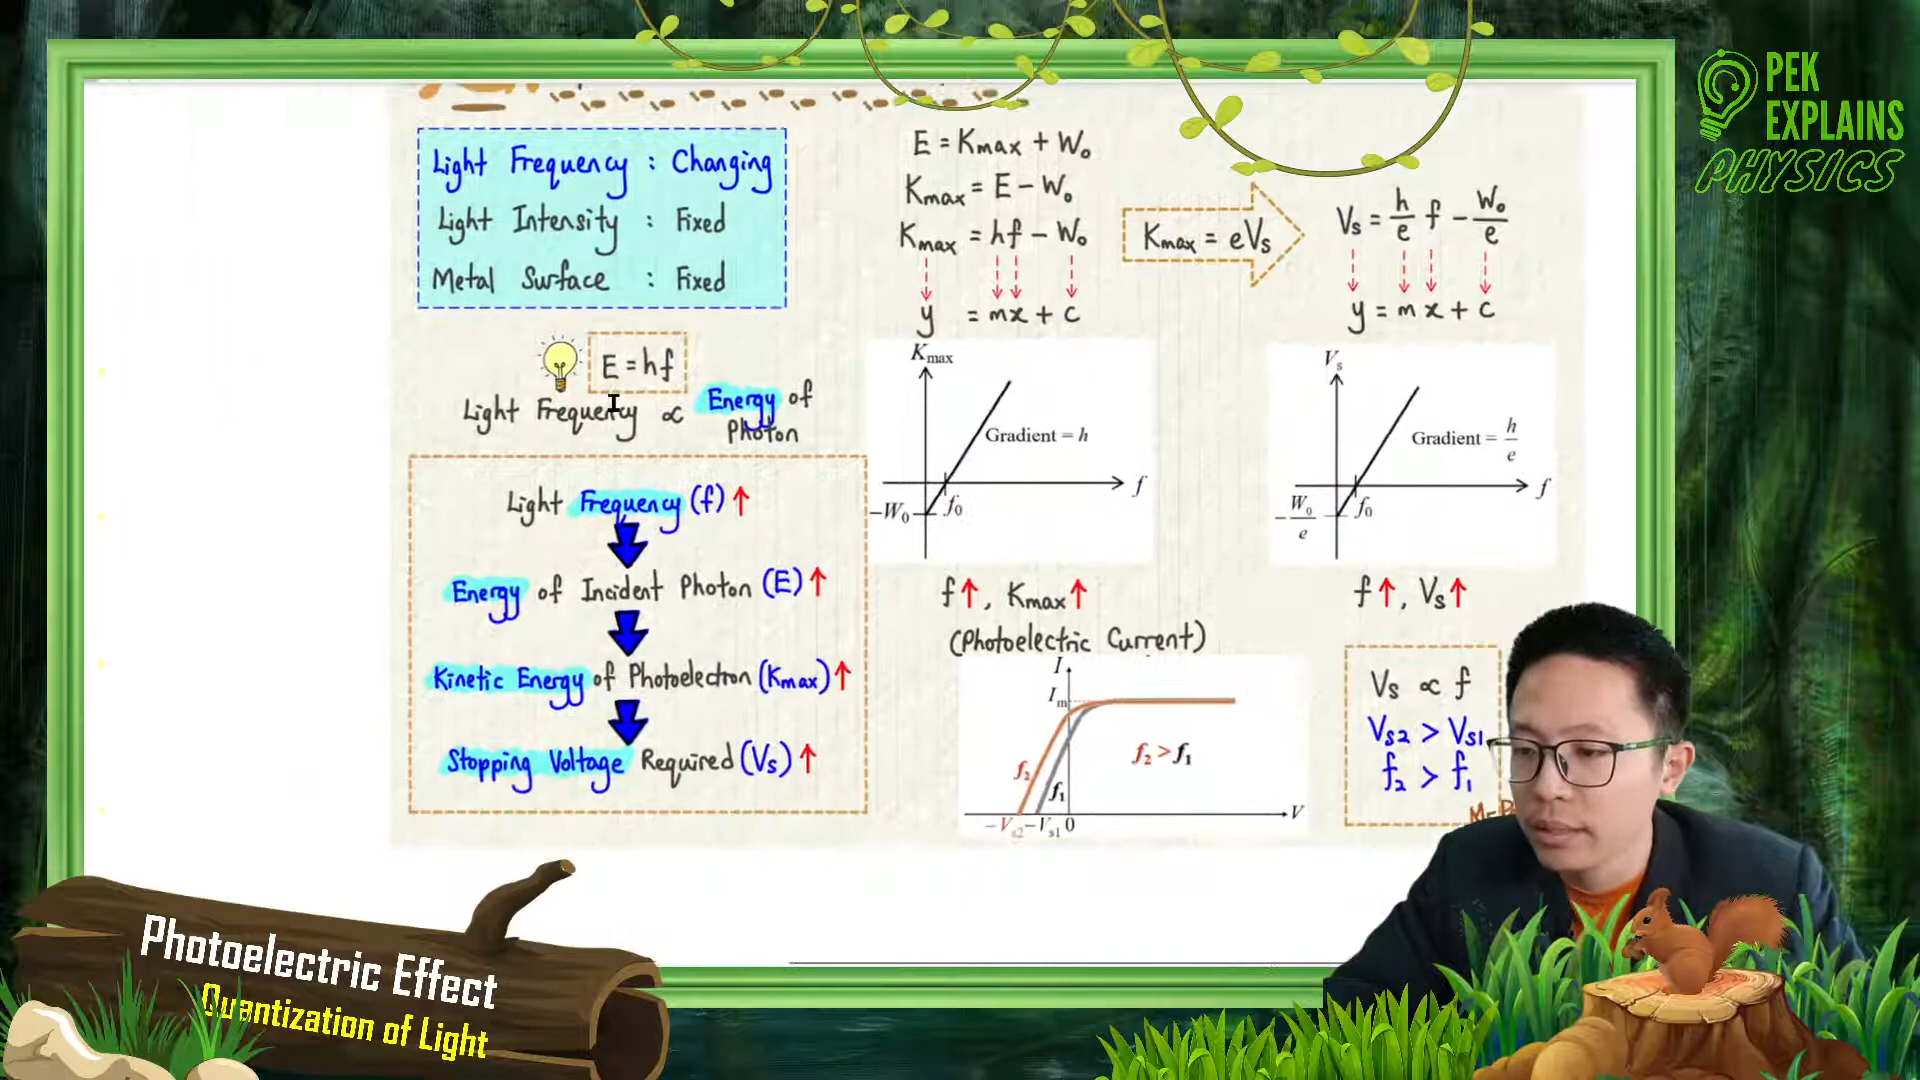 PEK
EXPLAINS
PHYSICS
Light Frequency : Changing
Light Intensity : Fixed
Metal Surface : Fixed
E = hf
Light Frequency ∝ Energy of
Photon
Light Frequency (f) ↑
Energy of Incident Photon (E) ↑
Kinetic Energy of Photoelectron (Kmax) ↑
Stopping Voltage Required (Vs) ↑
E = Kmax + W₀
Kmax = E − W₀
Kmax = hf − W₀
y = mx + c
Kmax = eVs
Vs = h/e f − W₀/e
y = mx + c
Kmax
Gradient = h
f
−W₀
f₀
f↑, Kmax↑
Vs
Gradient = h/e
f
−W₀/e
f₀
f↑, Vs↑
(Photoelectric Current)
I
Im
f₂
f₁
f₂ > f₁
−Vs2 −Vs1 0
V
Vs ∝ f
Vs2 > Vs1
f₂ > f₁
Photoelectric Effect
Quantization of Light